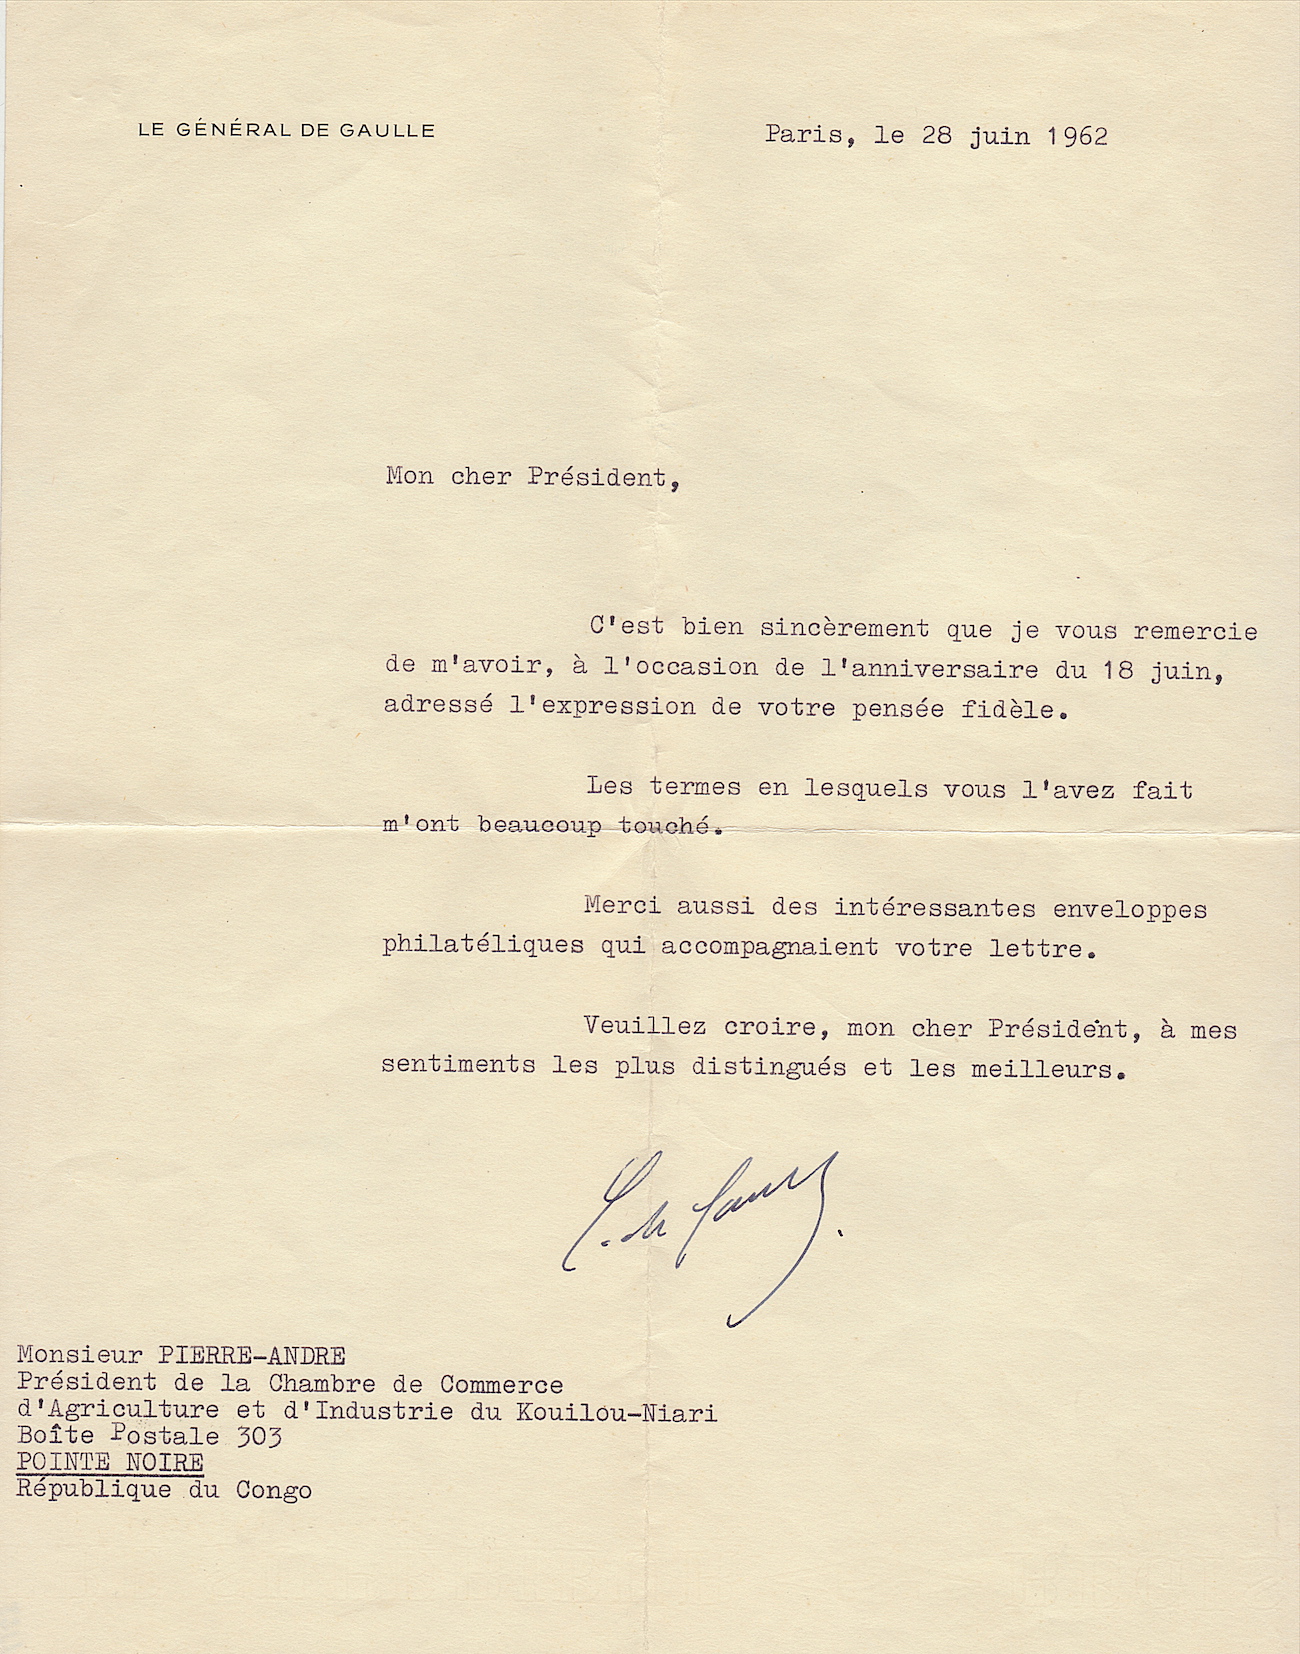 LE GÉNÉRAL DE GAULLE
Paris, le 28 juin 1962
Mon cher Président,
C'est bien sincèrement que je vous remercie
de m'avoir, à l'occasion de l'anniversaire du 18 juin,
adressé l'expression de votre pensée fidèle.
Les termes en lesquels vous l'avez fait
m'ont beaucoup touché.
Merci aussi des intéressantes enveloppes
philatéliques qui accompagnaient votre lettre.
Veuillez croire, mon cher Président, à mes
sentiments les plus distingués et les meilleurs.
C. de Gaulle.
Monsieur PIERRE-ANDRE
Président de la Chambre de Commerce
d'Agriculture et d'Industrie du Kouilou-Niari
Boîte Postale 303
POINTE NOIRE
République du Congo